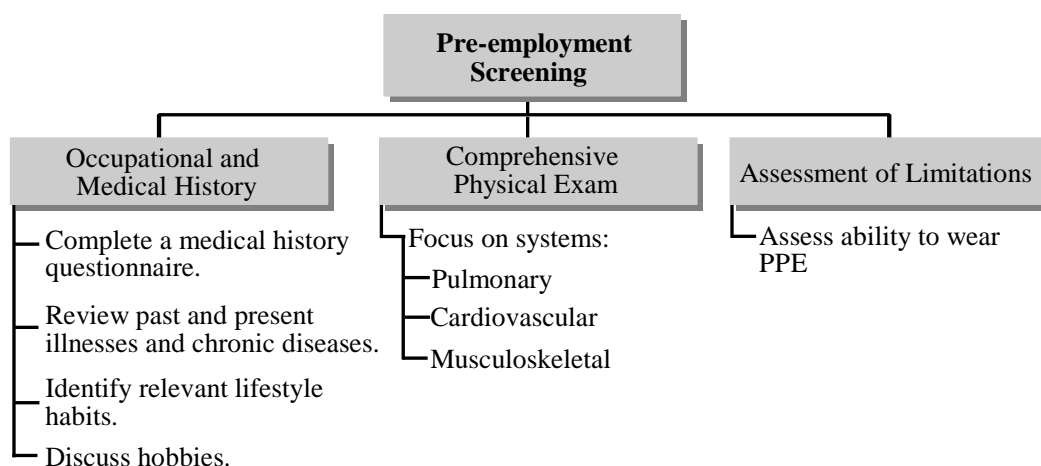 Pre-employment
Screening
Occupational and
Medical History
Complete a medical history
questionnaire.
Review past and present
illnesses and chronic diseases.
Identify relevant lifestyle
habits.
Discuss hobbies.
Comprehensive
Physical Exam
Focus on systems:
Pulmonary
Cardiovascular
Musculoskeletal
Assessment of Limitations
Assess ability to wear
PPE